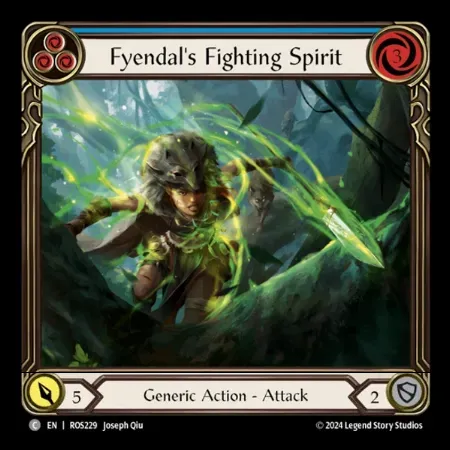 Fyendal's Fighting Spirit
3
5
Generic Action - Attack
2
C EN | ROS229 Joseph Qiu
© 2024 Legend Story Studios